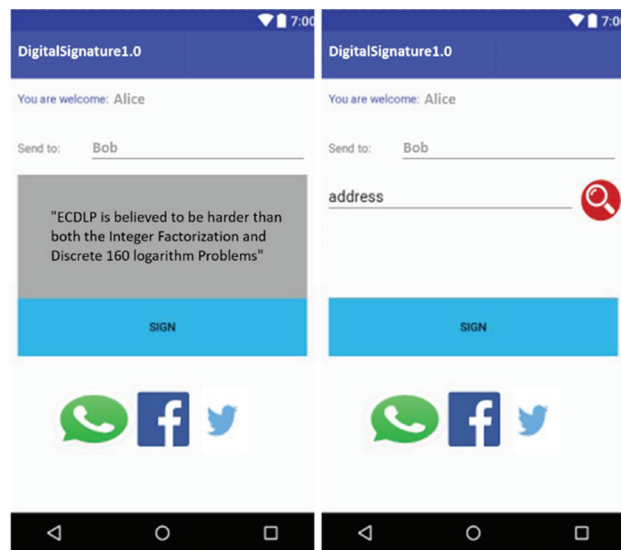 7:00
DigitalSignature1.0
You are welcome: Alice
Send to: Bob
"ECDLP is believed to be harder than
both the Integer Factorization and
Discrete 160 logarithm Problems"
SIGN
7:00
DigitalSignature1.0
You are welcome: Alice
Send to: Bob
address
SIGN